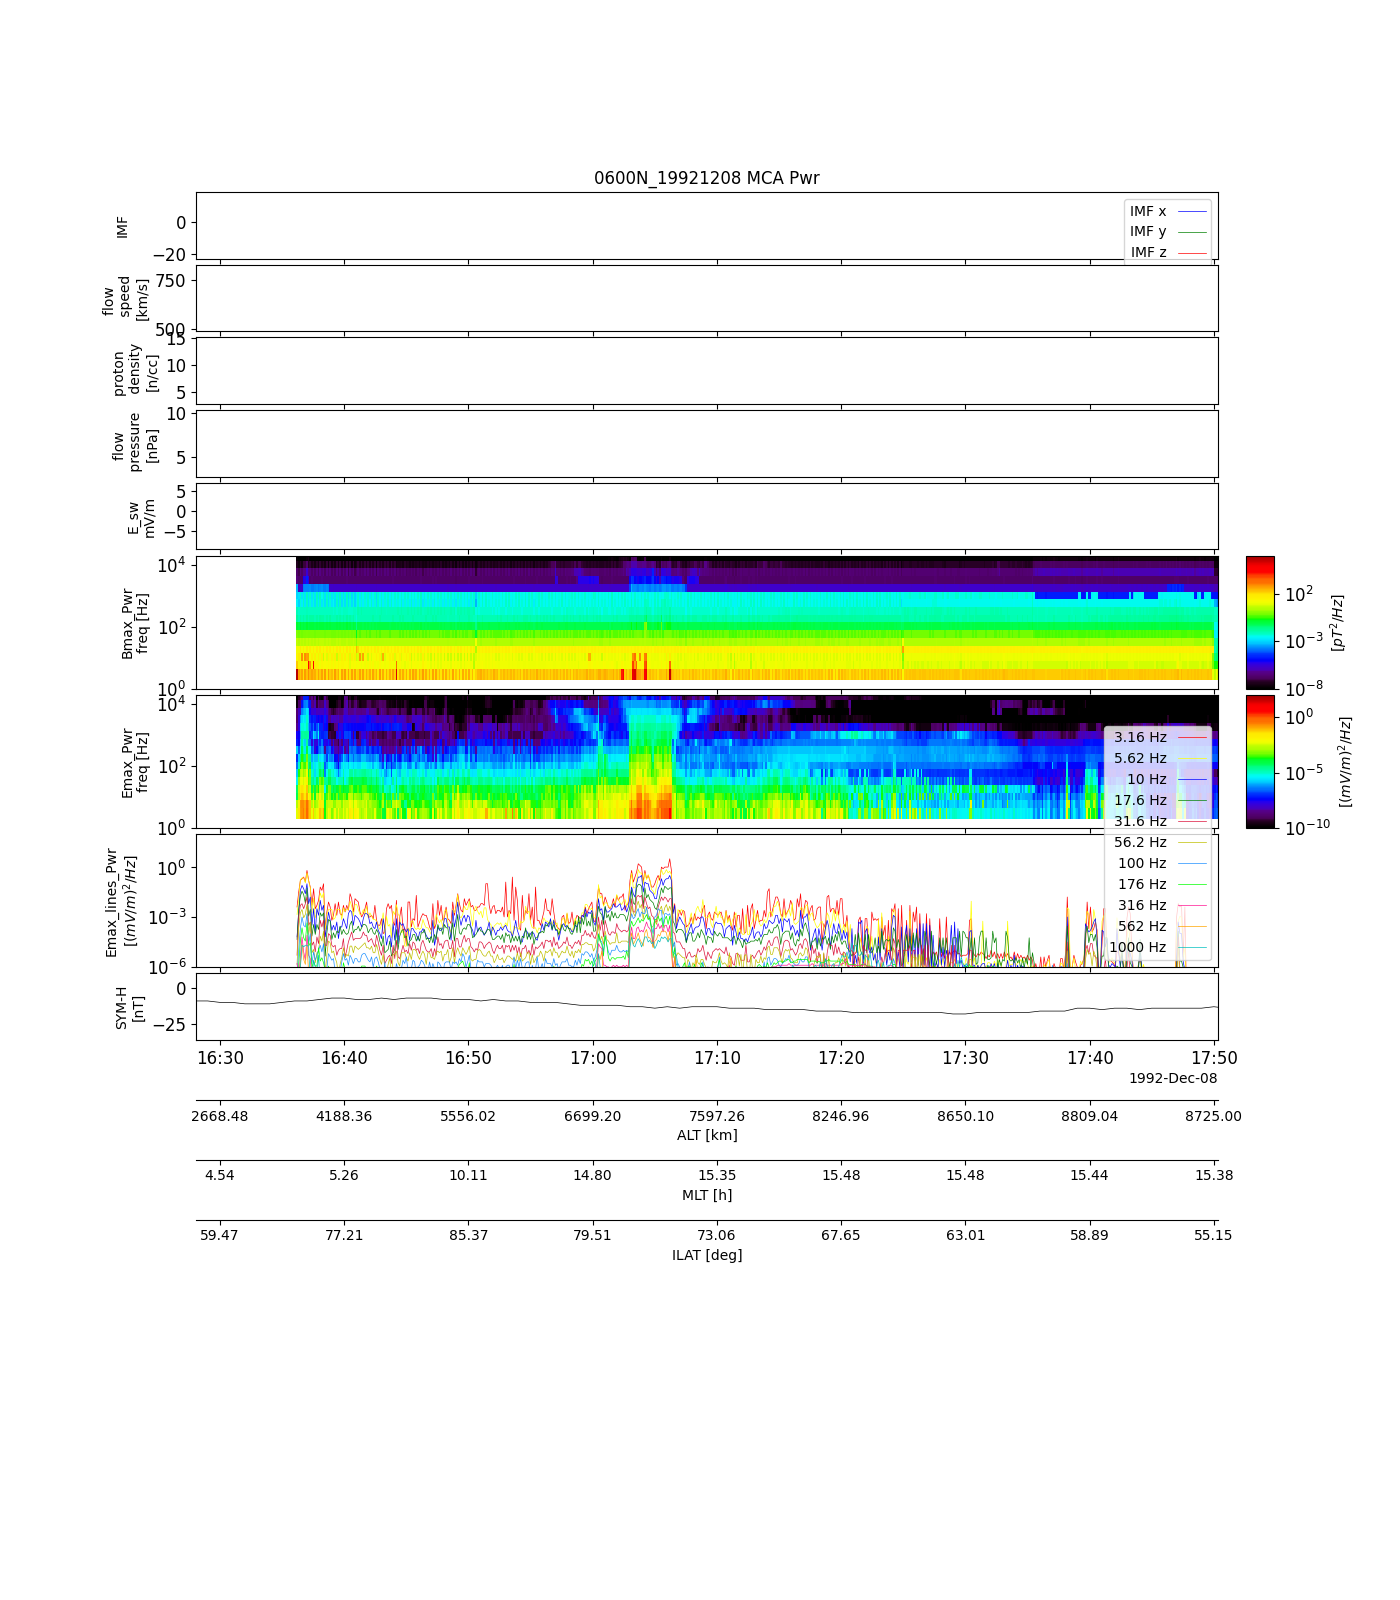 0600N_19921208 MCA Pwr
IMF
0
−20
IMF x
IMF y
IMF z
flow
speed
[km/s]
750
500
proton
density
[n/cc]
15
10
5
flow
pressure
[nPa]
10
5
E_sw
mV/m
5
0
−5
Bmax_Pwr
freq [Hz]
10^4
10^2
10^0
10^2
10^−3
10^−8
[pT^2/Hz]
Emax_Pwr
freq [Hz]
10^4
10^2
10^0
10^0
10^−5
10^−10
[(mV/m)^2/Hz]
3.16 Hz
5.62 Hz
10 Hz
17.6 Hz
31.6 Hz
56.2 Hz
100 Hz
176 Hz
316 Hz
562 Hz
1000 Hz
Emax_lines_Pwr
[(mV/m)^2/Hz]
10^0
10^−3
10^−6
SYM-H
[nT]
0
−25
16:30 16:40 16:50 17:00 17:10 17:20 17:30 17:40 17:50
1992-Dec-08
2668.48 4188.36 5556.02 6699.20 7597.26 8246.96 8650.10 8809.04 8725.00
ALT [km]
4.54 5.26 10.11 14.80 15.35 15.48 15.48 15.44 15.38
MLT [h]
59.47 77.21 85.37 79.51 73.06 67.65 63.01 58.89 55.15
ILAT [deg]